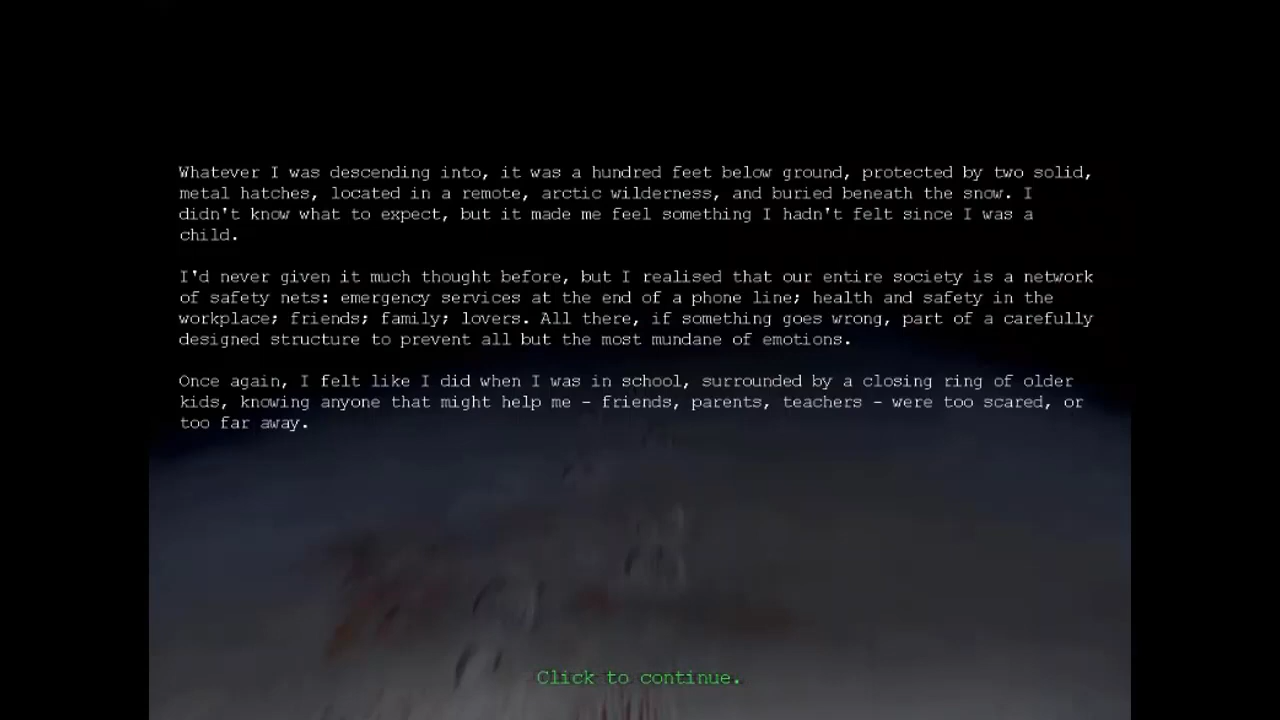 Whatever I was descending into, it was a hundred feet below ground, protected by two solid,
metal hatches, located in a remote, arctic wilderness, and buried beneath the snow. I
didn't know what to expect, but it made me feel something I hadn't felt since I was a
child.
I'd never given it much thought before, but I realised that our entire society is a network
of safety nets: emergency services at the end of a phone line; health and safety in the
workplace; friends; family; lovers. All there, if something goes wrong, part of a carefully
designed structure to prevent all but the most mundane of emotions.
Once again, I felt like I did when I was in school, surrounded by a closing ring of older
kids, knowing anyone that might help me - friends, parents, teachers - were too scared, or
too far away.
Click to continue.